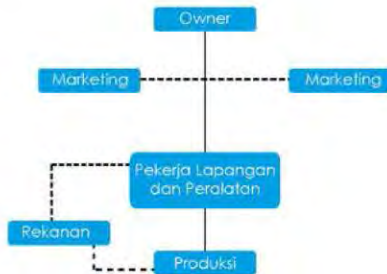 Owner
Marketing
Marketing
Pekerja Lapangan
dan Peralatan
Rekanan
Produksi